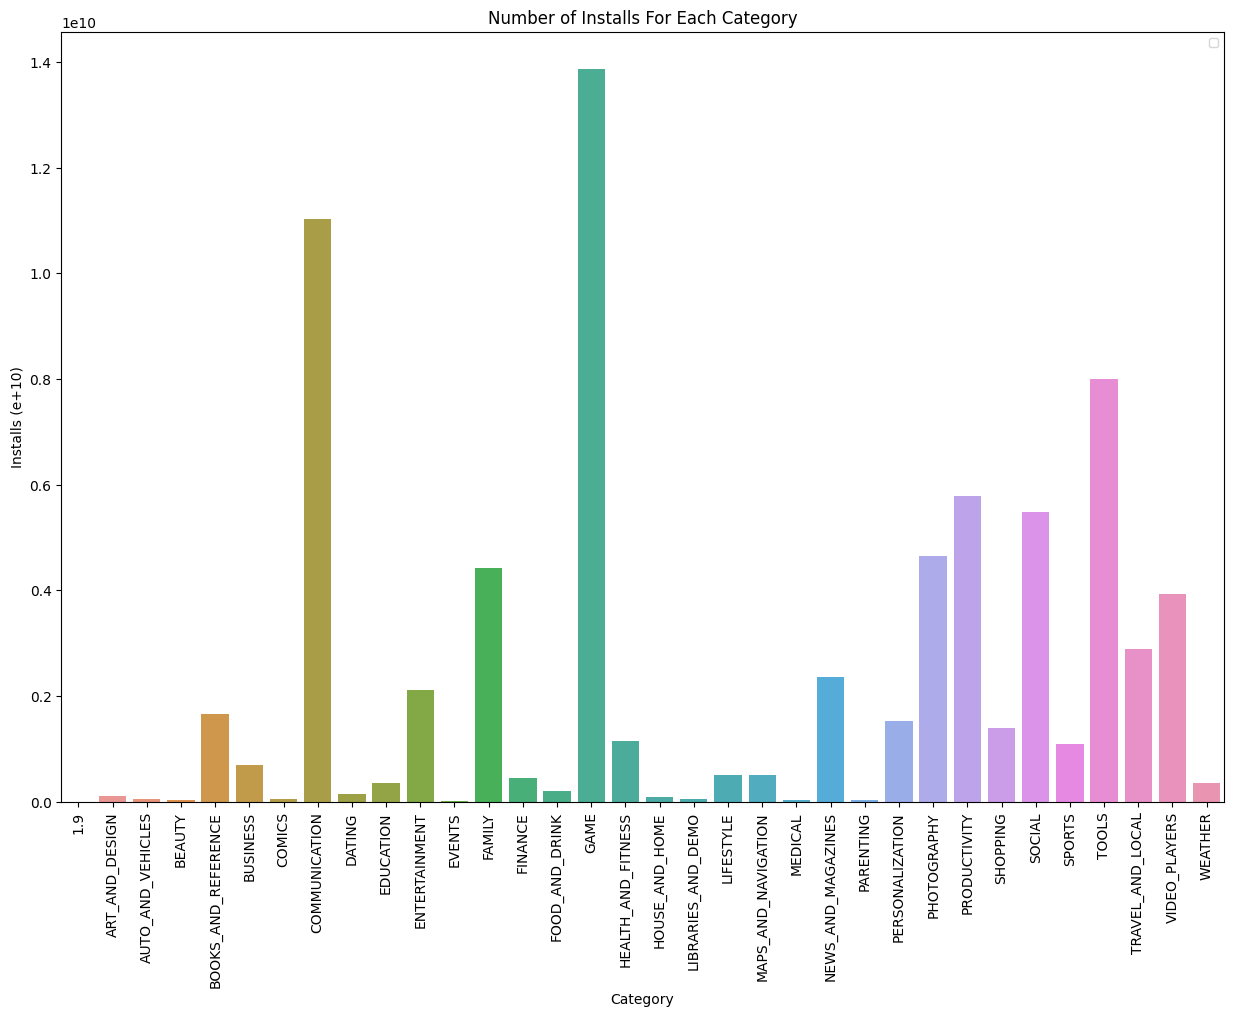 Number of Installs For Each Category
1e10
1.4
1.2
1.0
0.8
0.6
0.4
0.2
0.0
Installs (e+10)
1.9
ART_AND_DESIGN
AUTO_AND_VEHICLES
BEAUTY
BOOKS_AND_REFERENCE
BUSINESS
COMICS
COMMUNICATION
DATING
EDUCATION
ENTERTAINMENT
EVENTS
FAMILY
FINANCE
FOOD_AND_DRINK
GAME
HEALTH_AND_FITNESS
HOUSE_AND_HOME
LIBRARIES_AND_DEMO
LIFESTYLE
MAPS_AND_NAVIGATION
MEDICAL
NEWS_AND_MAGAZINES
PARENTING
PERSONALIZATION
PHOTOGRAPHY
PRODUCTIVITY
SHOPPING
SOCIAL
SPORTS
TOOLS
TRAVEL_AND_LOCAL
VIDEO_PLAYERS
WEATHER
Category